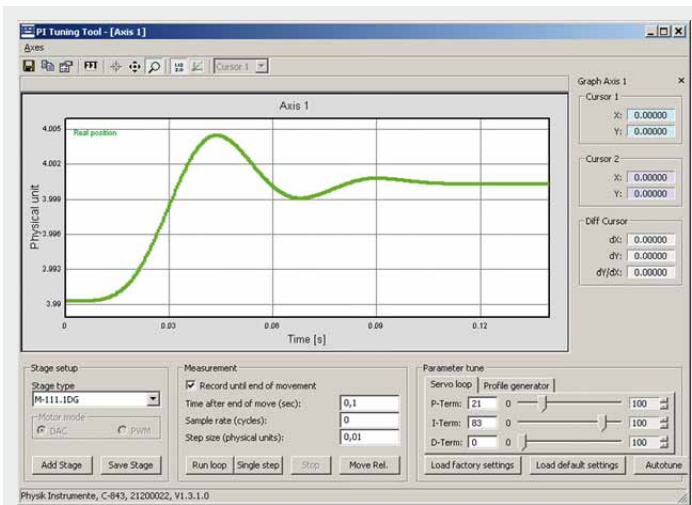 PI Tuning Tool - [Axis 1]
Axes
FFT
Cursor 1
Graph Axis 1
Axis 1
Real position
Physical unit
4.005
4.002
3.999
3.996
3.993
3.99
0
0.03
0.06
0.09
0.12
Time [s]
Cursor 1
X: 0.00000
Y: 0.00000
Cursor 2
X: 0.00000
Y: 0.00000
Diff Cursor
dX: 0.00000
dY: 0.00000
dY/dX: 0.00000
Stage setup
Stage type
M-111.1DG
Motor mode
DAC PWM
Add Stage Save Stage
Measurement
Record until end of movement
Time after end of move (sec): 0,1
Sample rate (cycles): 0
Step size (physical units): 0,01
Run loop Single step Stop Move Rel.
Parameter tune
Servo loop Profile generator
P-Term: 21 0 100
I-Term: 83 0 100
D-Term: 0 0 100
Load factory settings Load default settings Autotune
Physik Instrumente, C-843, 21200022, V1.3.1.0